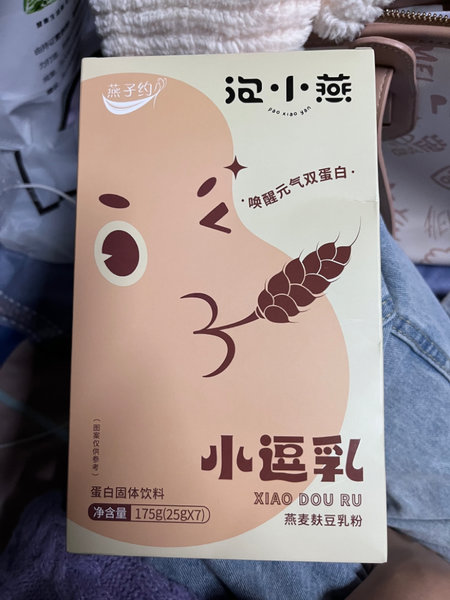 燕子约
泡小燕
pao xiao yan
·唤醒元气双蛋白·
(图案仅供参考)
小逗乳
XIAO DOU RU
蛋白固体饮料
净含量 175g(25gX7)
燕麦麸豆乳粉